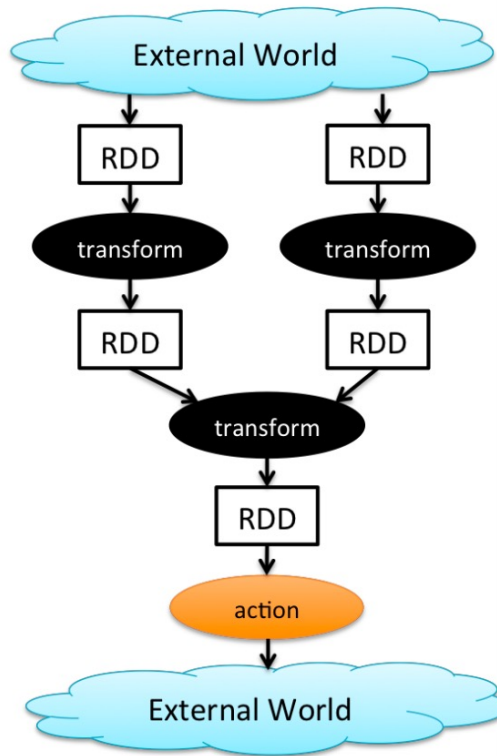 External World
RDD
RDD
transform
transform
RDD
RDD
transform
RDD
action
External World